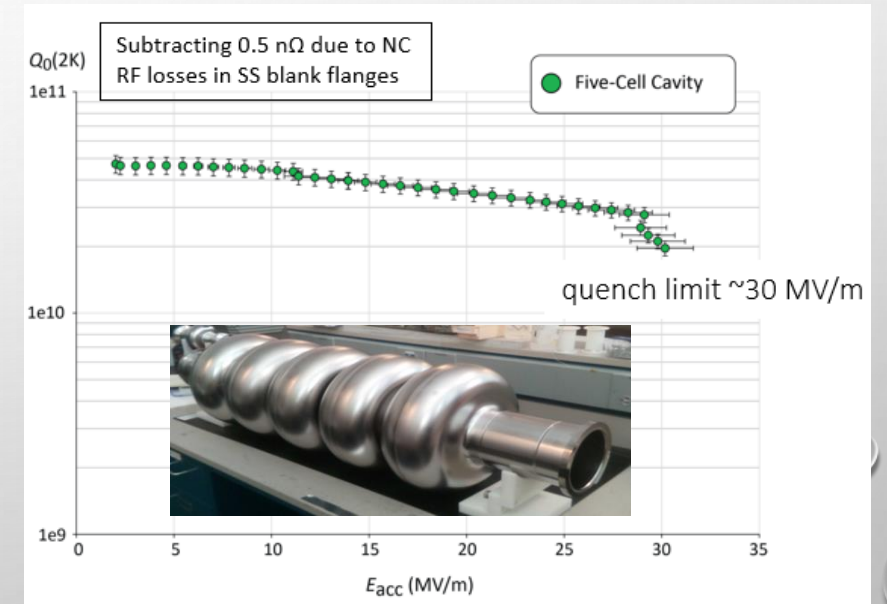 Subtracting 0.5 nΩ due to NC
RF losses in SS blank flanges
Q0(2K)
Five-Cell Cavity
1e11
quench limit ~30 MV/m
1e10
1e9
0 5 10 15 20 25 30 35
Eacc (MV/m)